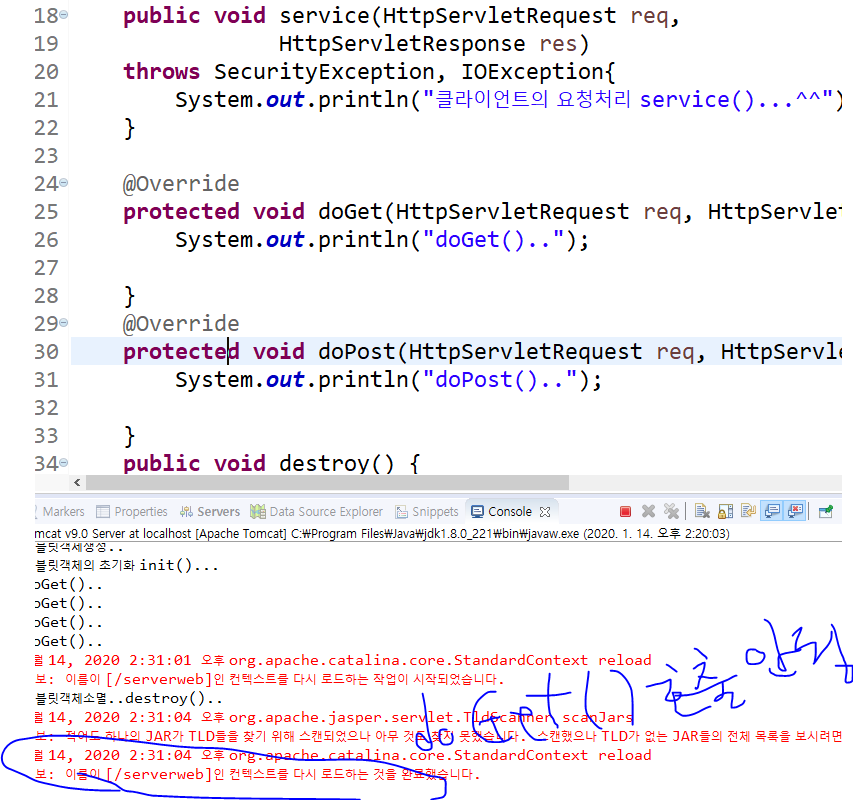 18 public void service(HttpServletRequest req,
19 HttpServletResponse res)
20 throws SecurityException, IOException{
21 System.out.println("클라이언트의 요청처리 service()...^^")
22 }
23
24 @Override
25 protected void doGet(HttpServletRequest req, HttpServlet
26 System.out.println("doGet()..");
27
28 }
29 @Override
30 protected void doPost(HttpServletRequest req, HttpServle
31 System.out.println("doPost()..");
32
33 }
34 public void destroy() {
Markers Properties Servers Data Source Explorer Snippets Console
mcat v9.0 Server at localhost [Apache Tomcat] C:₩Program Files₩Java₩jdk1.8.0_221₩bin₩javaw.exe (2020. 1. 14. 오후 2:20:03)
블릿객체생성..
블릿객체의 초기화 init()...
oGet()..
oGet()..
oGet()..
oGet()..
월 14, 2020 2:31:01 오후 org.apache.catalina.core.StandardContext reload
보: 이름이 [/serverweb]인 컨텍스트를 다시 로드하는 작업이 시작되었습니다.
블릿객체소멸..destroy()..
월 14, 2020 2:31:04 오후 org.apache.jasper.servlet.TldScanner scanJars
보: 적어도 하나의 JAR가 TLD들을 찾기 위해 스캔되었으나 아무 것도 찾지 못했습니다. 스캔했으나 TLD가 없는 JAR들의 전체 목록을 보시려면
월 14, 2020 2:31:04 오후 org.apache.catalina.core.StandardContext reload
보: 이름이 [/serverweb]인 컨텍스트를 다시 로드하는 것을 완료했습니다.
doGet() 호출